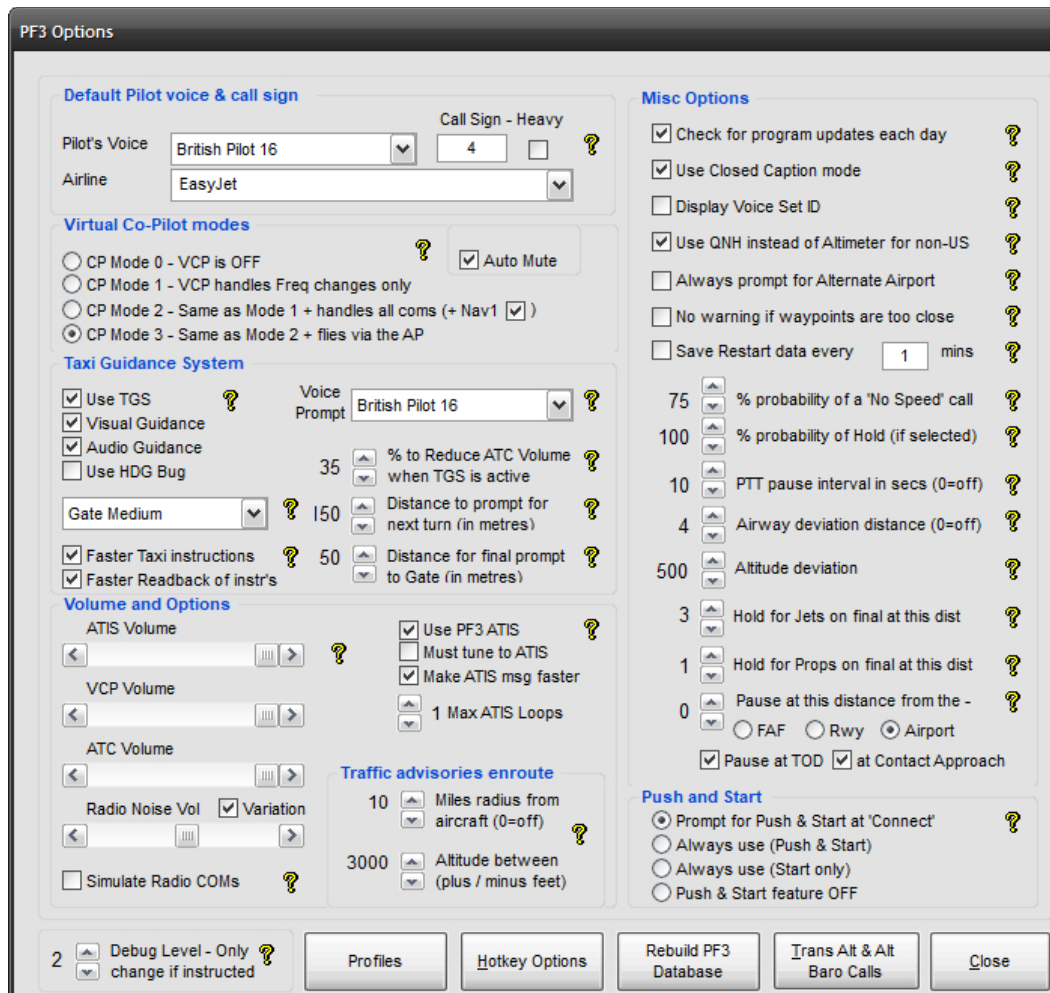 PF3 Options
Default Pilot voice & call sign
Call Sign - Heavy
Pilot's Voice British Pilot 16 4
Airline EasyJet
Virtual Co-Pilot modes
Auto Mute
CP Mode 0 - VCP is OFF
CP Mode 1 - VCP handles Freq changes only
CP Mode 2 - Same as Mode 1 + handles all coms (+ Nav1 )
CP Mode 3 - Same as Mode 2 + flies via the AP
Taxi Guidance System
Use TGS
Visual Guidance
Audio Guidance
Use HDG Bug
Voice
Prompt British Pilot 16
35 % to Reduce ATC Volume
when TGS is active
Gate Medium
150 Distance to prompt for
next turn (in metres)
Faster Taxi instructions
Faster Readback of instr's
50 Distance for final prompt
to Gate (in metres)
Volume and Options
ATIS Volume
VCP Volume
ATC Volume
Radio Noise Vol Variation
Simulate Radio COMs
Use PF3 ATIS
Must tune to ATIS
Make ATIS msg faster
1 Max ATIS Loops
Traffic advisories enroute
10 Miles radius from
aircraft (0=off)
3000 Altitude between
(plus / minus feet)
Misc Options
Check for program updates each day
Use Closed Caption mode
Display Voice Set ID
Use QNH instead of Altimeter for non-US
Always prompt for Alternate Airport
No warning if waypoints are too close
Save Restart data every 1 mins
75 % probability of a 'No Speed' call
100 % probability of Hold (if selected)
10 PTT pause interval in secs (0=off)
4 Airway deviation distance (0=off)
500 Altitude deviation
3 Hold for Jets on final at this dist
1 Hold for Props on final at this dist
0 Pause at this distance from the -
FAF Rwy Airport
Pause at TOD at Contact Approach
Push and Start
Prompt for Push & Start at 'Connect'
Always use (Push & Start)
Always use (Start only)
Push & Start feature OFF
2 Debug Level - Only
change if instructed
Profiles
Hotkey Options
Rebuild PF3
Database
Trans Alt & Alt
Baro Calls
Close